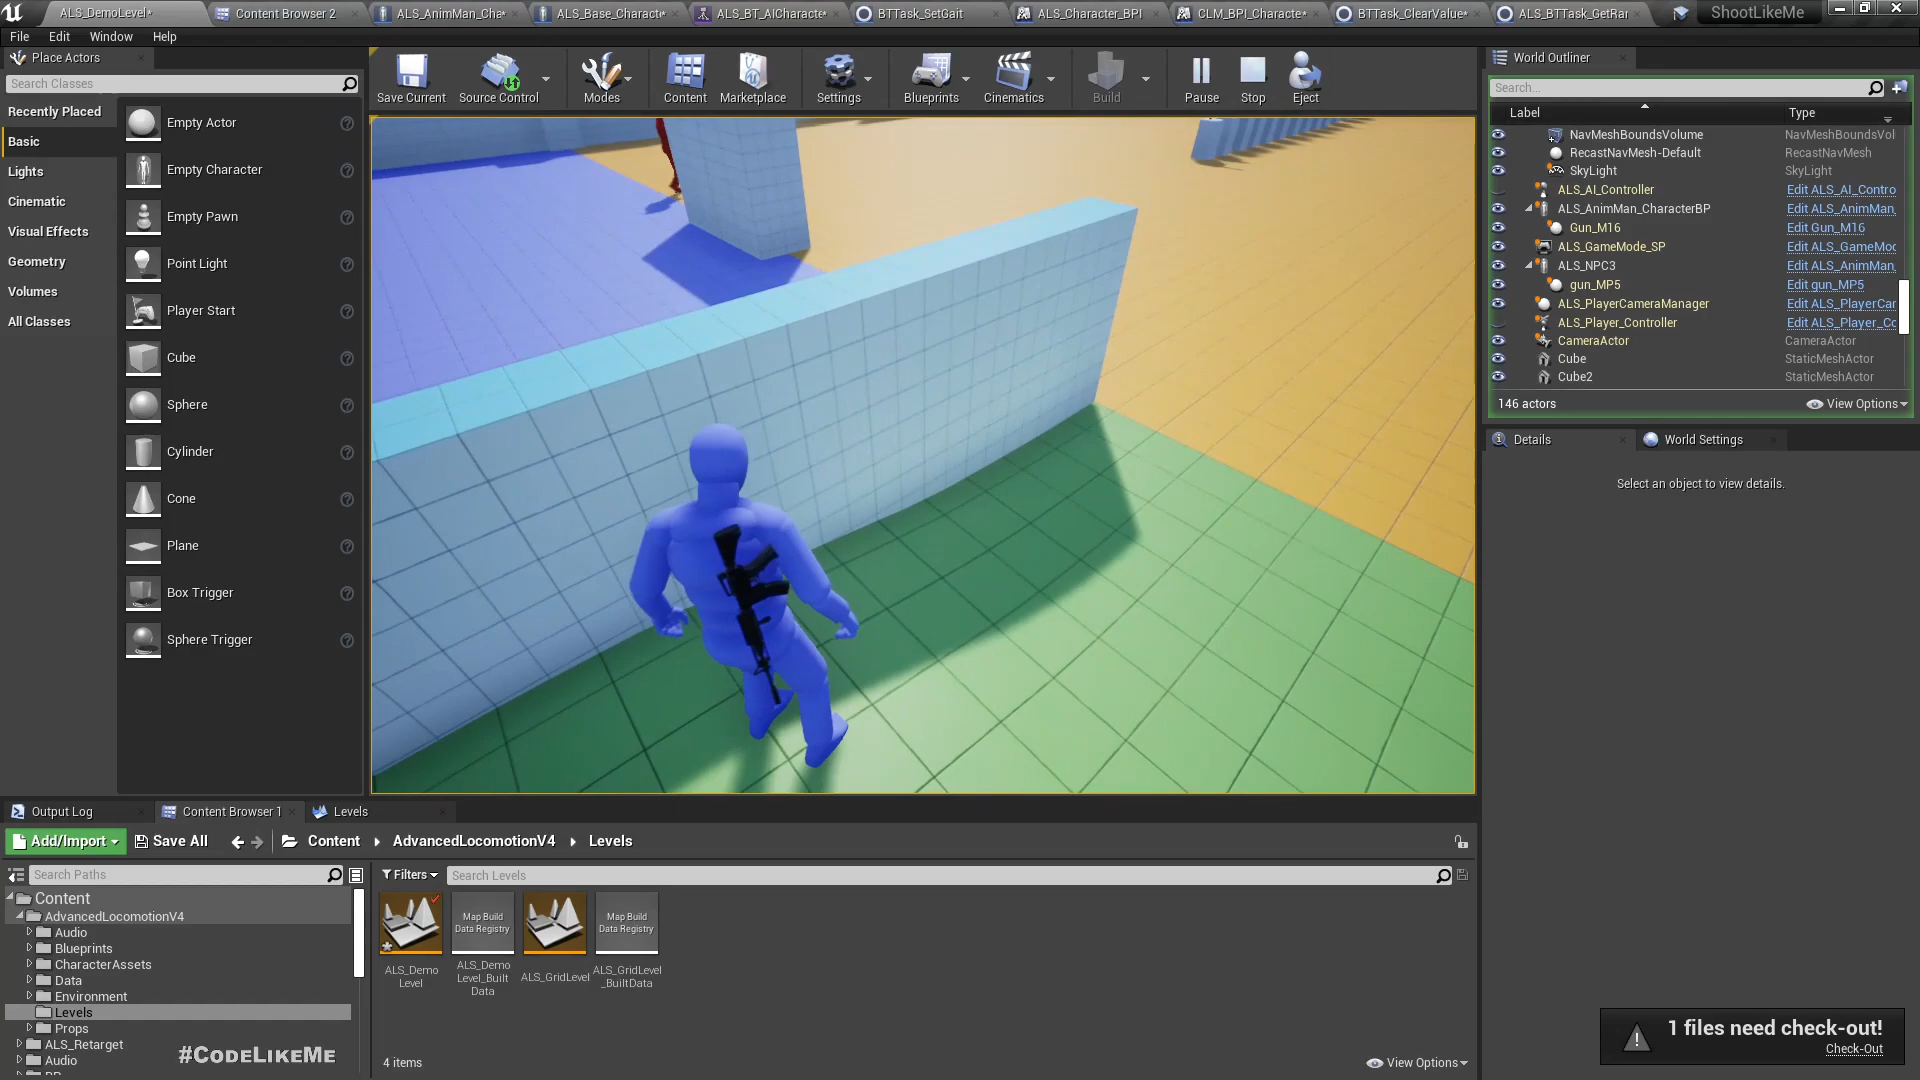 ALS_DemoLevel*
Content Browser 2
ALS_AnimMan_Cha*
ALS_Base_Charact*
ALS_BT_AICharacte*
BTTask_SetGait
ALS_Character_BPI
CLM_BPI_Characte*
BTTask_ClearValue*
ALS_BTTask_GetRar
ShootLikeMe
File
Edit
Window
Help
Place Actors
Search Classes
Recently Placed
Basic
Lights
Cinematic
Visual Effects
Geometry
Volumes
All Classes
Empty Actor
Empty Character
Empty Pawn
Point Light
Player Start
Cube
Sphere
Cylinder
Cone
Plane
Box Trigger
Sphere Trigger
Save Current
Source Control
Modes
Content
Marketplace
Settings
Blueprints
Cinematics
Build
Pause
Stop
Eject
World Outliner
Search...
Label
Type
NavMeshBoundsVolume
NavMeshBoundsVol
RecastNavMesh-Default
RecastNavMesh
SkyLight
SkyLight
ALS_AI_Controller
Edit ALS_AI_Contro
ALS_AnimMan_CharacterBP
Edit ALS_AnimMan_
Gun_M16
Edit Gun_M16
ALS_GameMode_SP
Edit ALS_GameMod
ALS_NPC3
Edit ALS_AnimMan_
gun_MP5
Edit gun_MP5
ALS_PlayerCameraManager
Edit ALS_PlayerCar
ALS_Player_Controller
Edit ALS_Player_Co
CameraActor
CameraActor
Cube
StaticMeshActor
Cube2
StaticMeshActor
146 actors
View Options
Details
World Settings
Select an object to view details.
Output Log
Content Browser 1
Levels
Add/Import
Save All
Content
AdvancedLocomotionV4
Levels
Search Paths
Filters
Search Levels
Content
AdvancedLocomotionV4
Audio
Blueprints
CharacterAssets
Data
Environment
Levels
Props
ALS_Retarget
Audio
#CodeLikeMe
Map Build
Data Registry
Map Build
Data Registry
ALS_Demo
Level
ALS_Demo
Level_Built
Data
ALS_GridLevel
ALS_GridLevel
_BuiltData
4 items
View Options
1 files need check-out!
Check-Out